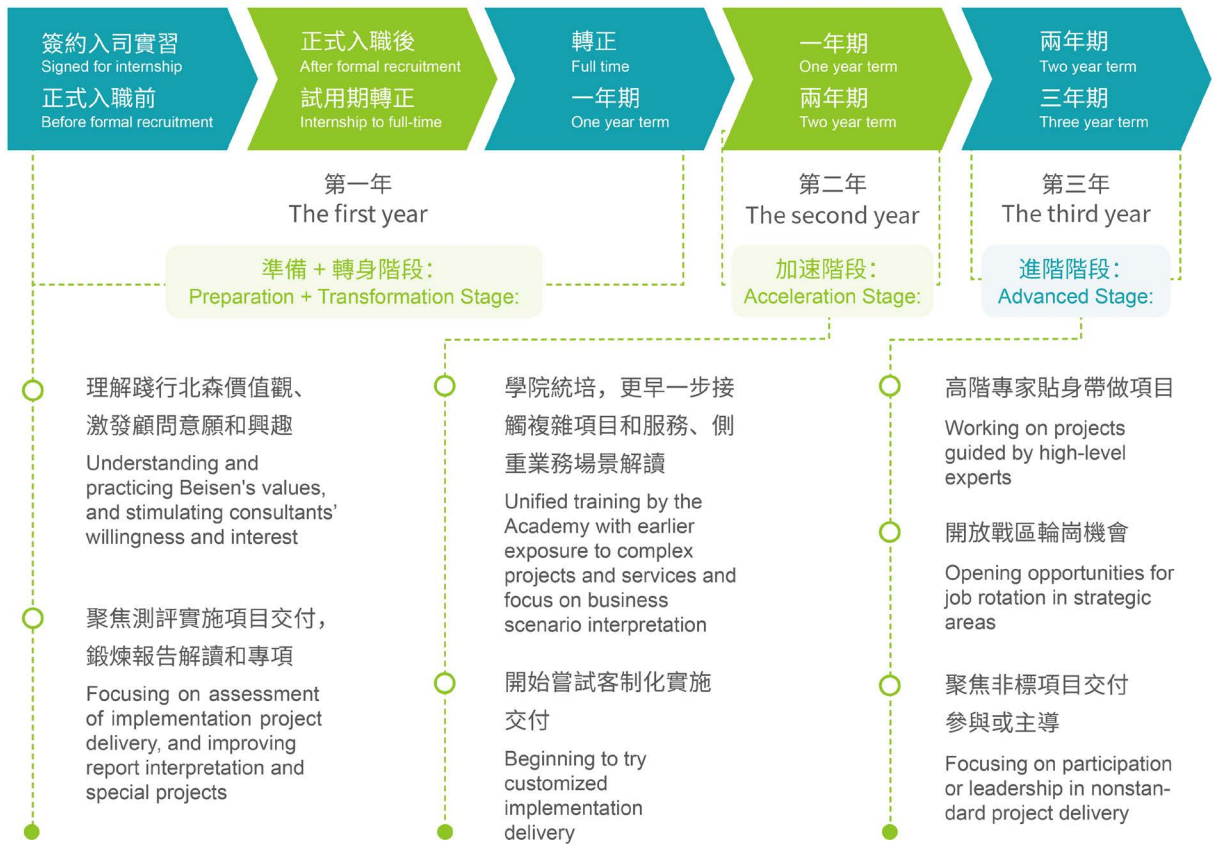 簽約入司實習
Signed for internship
正式入職前
Before formal recruitment
正式入職後
After formal recruitment
試用期轉正
Internship to full-time
轉正
Full time
一年期
One year term
一年期
One year term
兩年期
Two year term
兩年期
Two year term
三年期
Three year term
第一年
The first year
準備 + 轉身階段：
Preparation + Transformation Stage:
第二年
The second year
加速階段：
Acceleration Stage:
第三年
The third year
進階階段：
Advanced Stage:
理解踐行北森價值觀、
激發顧問意願和興趣
Understanding and
practicing Beisen's values,
and stimulating consultants’
willingness and interest
聚焦測評實施項目交付，
鍛煉報告解讀和專項
Focusing on assessment
of implementation project
delivery, and improving
report interpretation and
special projects
學院統培，更早一步接
觸複雜項目和服務、側
重業務場景解讀
Unified training by the
Academy with earlier
exposure to complex
projects and services and
focus on business
scenario interpretation
開始嘗試客制化實施
交付
Beginning to try
customized
implementation
delivery
高階專家貼身帶做項目
Working on projects
guided by high-level
experts
開放戰區輪崗機會
Opening opportunities for
job rotation in strategic
areas
聚焦非標項目交付
參與或主導
Focusing on participation
or leadership in nonstan-
dard project delivery